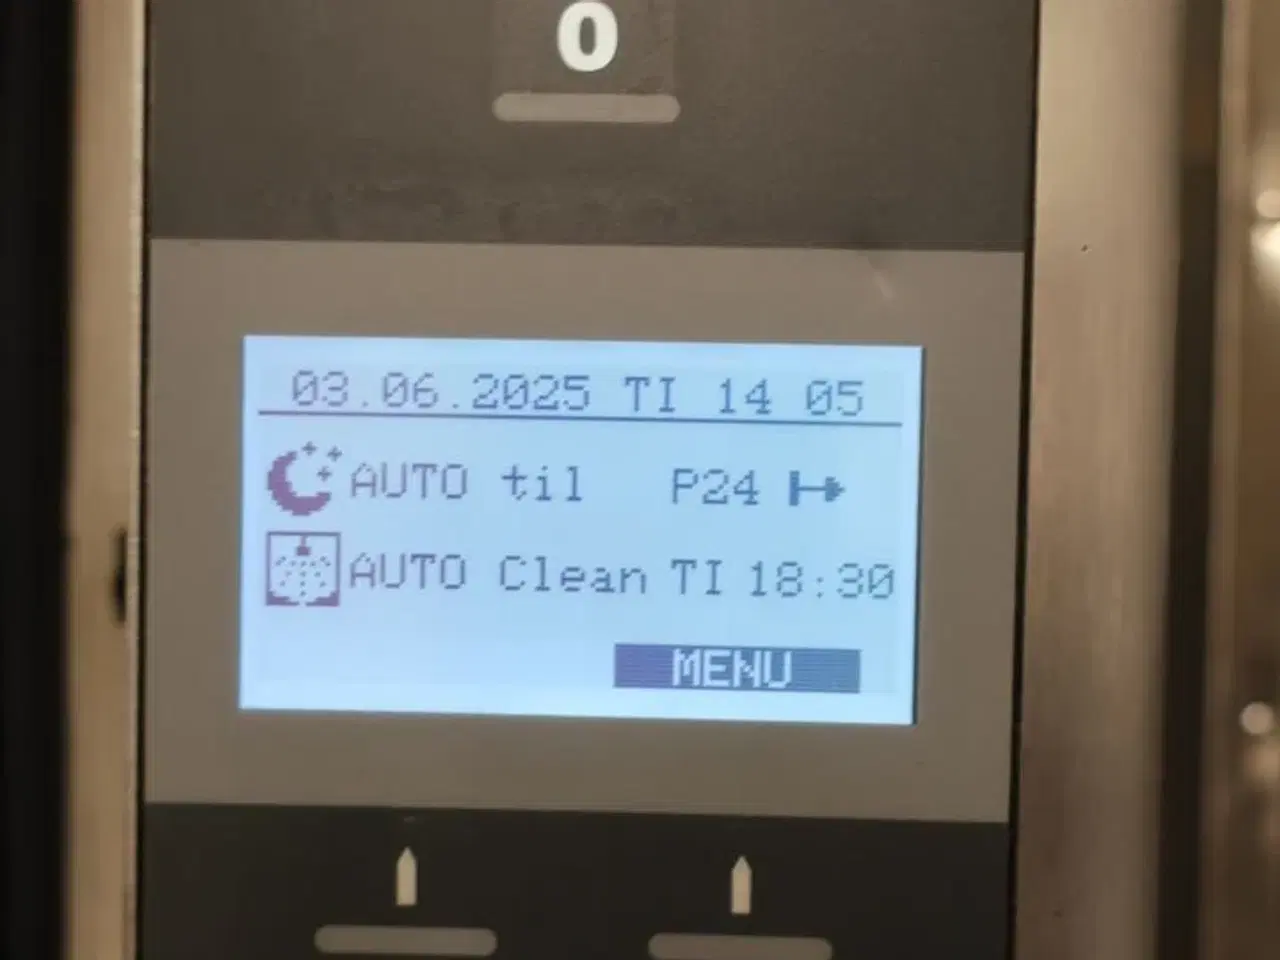 0
03.06.2025 TI 14 05
AUTO til P24
AUTO Clean TI 18:30
MENU